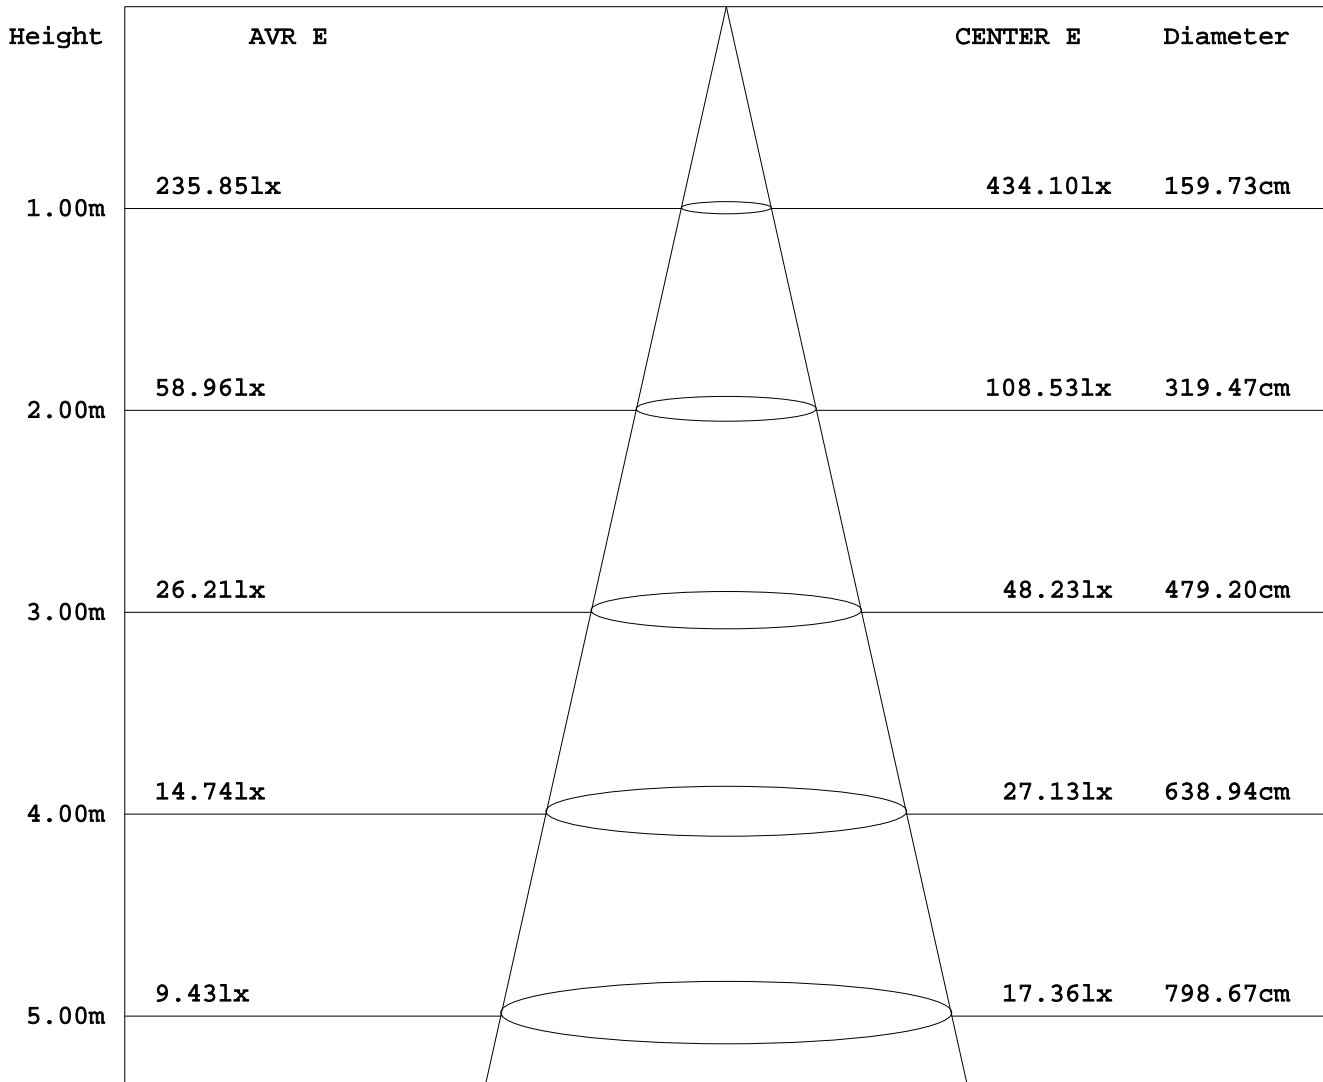 Height AVR E CENTER E Diameter
235.85lx 434.10lx 159.73cm
1.00m
58.96lx 108.53lx 319.47cm
2.00m
26.21lx 48.23lx 479.20cm
3.00m
14.74lx 27.13lx 638.94cm
4.00m
9.43lx 17.36lx 798.67cm
5.00m